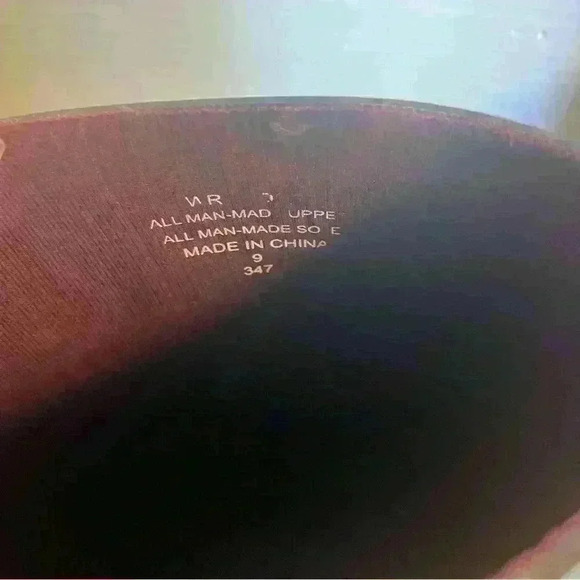 ALL MAN-MAD UPPE
ALL MAN-MADE SO E
MADE IN CHINA
9
347